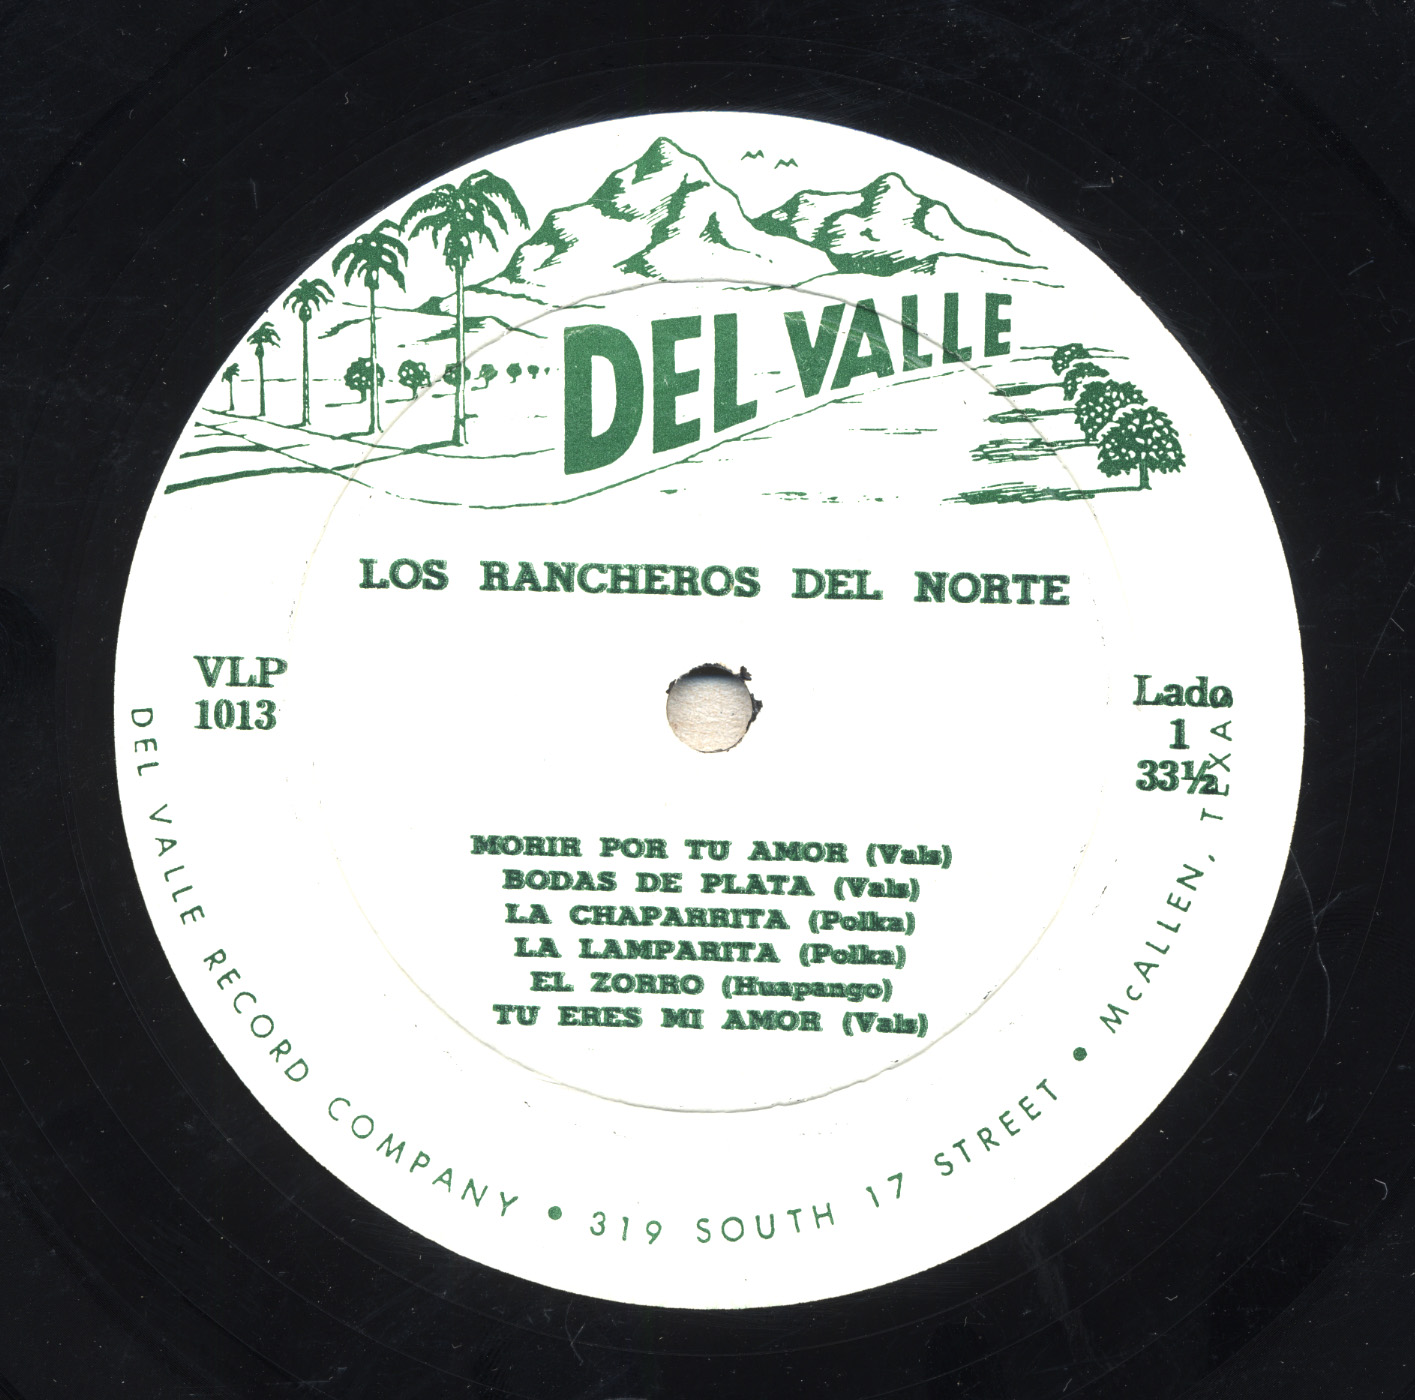 DEL VALLE
LOS RANCHEROS DEL NORTE
VLP
1013
Lado
1
33½
MORIR POR TU AMOR (Vals)
BODAS DE PLATA (Vals)
LA CHAPARRITA (Polka)
LA LAMPARITA (Polka)
EL ZORRO (Huapango)
TU ERES MI AMOR (Vals)
DEL VALLE RECORD COMPANY • 319 SOUTH 17 STREET • McALLEN, TEXAS